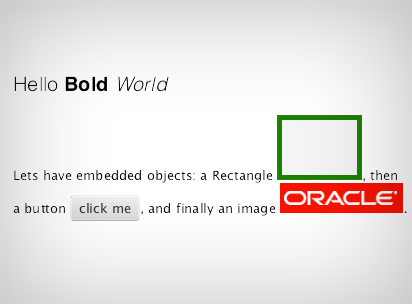 Hello Bold World
Lets have embedded objects: a Rectangle , then
a button click me , and finally an image ORACLE .